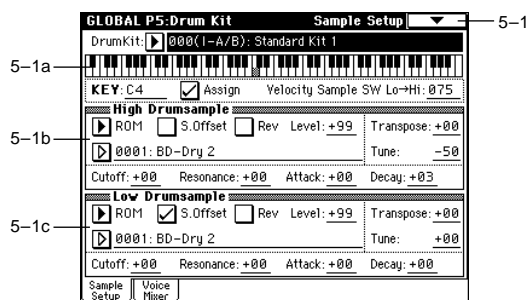 GLOBAL P5:Drum Kit Sample Setup
5–1
DrumKit: 000(I-A/B): Standard Kit 1
5–1a
KEY: C4 Assign Velocity Sample SW Lo→Hi: 075
High Drumsample
5–1b
ROM S.Offset Rev Level: +99 Transpose: +00
0001: BD-Dry 2 Tune: -50
Cutoff: +00 Resonance: +00 Attack: +00 Decay: +03
Low Drumsample
5–1c
ROM S.Offset Rev Level: +99 Transpose: +00
0001: BD-Dry 2 Tune: +00
Cutoff: +00 Resonance: +00 Attack: +00 Decay: +00
Sample Setup
Voice Mixer